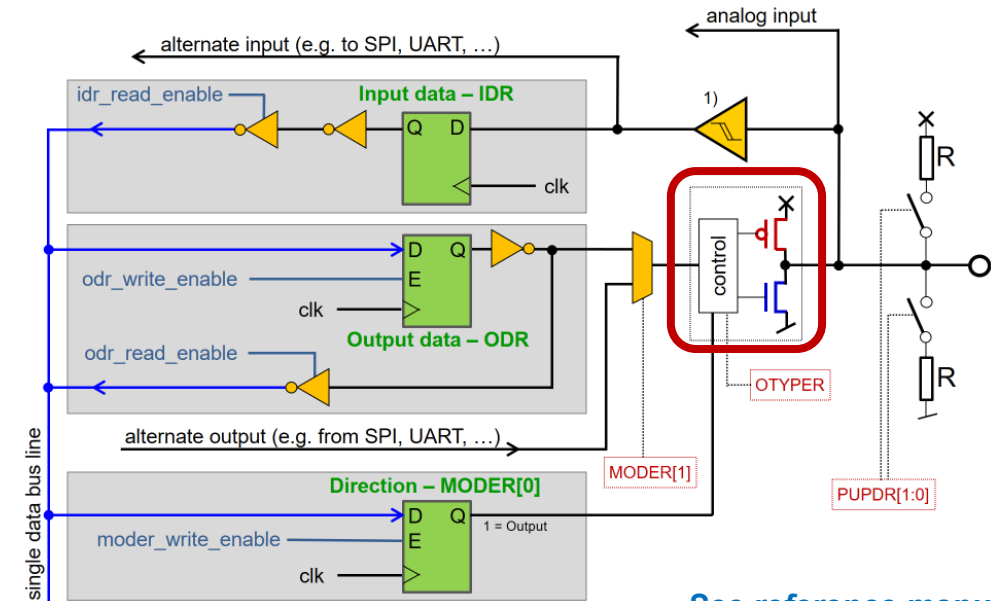 analog input
alternate input (e.g. to SPI, UART, …)
idr_read_enable
Input data – IDR
1)
Q D
clk
R
D Q
odr_write_enable
E
clk
control
Output data – ODR
odr_read_enable
R
OTYPER
alternate output (e.g. from SPI, UART, …)
MODER[1]
PUPDR[1:0]
Direction – MODER[0]
D Q
1 = Output
moder_write_enable
E
clk
single data bus line